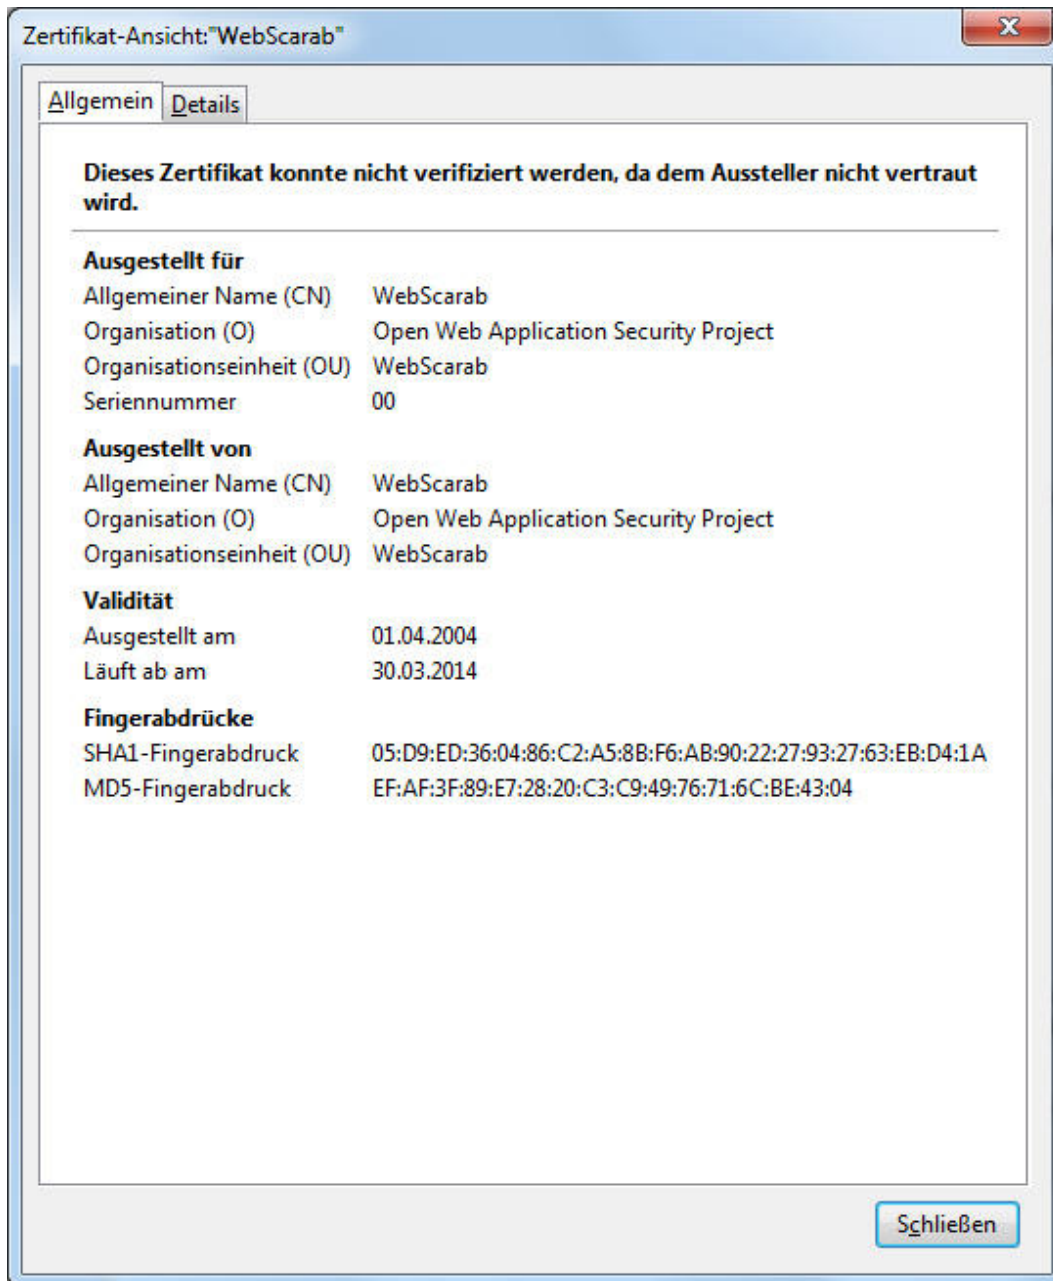 Zertifikat-Ansicht:"WebScarab"
Allgemein Details
Dieses Zertifikat konnte nicht verifiziert werden, da dem Aussteller nicht vertraut
wird.
Ausgestellt für
Allgemeiner Name (CN) WebScarab
Organisation (O) Open Web Application Security Project
Organisationseinheit (OU) WebScarab
Seriennummer 00
Ausgestellt von
Allgemeiner Name (CN) WebScarab
Organisation (O) Open Web Application Security Project
Organisationseinheit (OU) WebScarab
Validität
Ausgestellt am 01.04.2004
Läuft ab am 30.03.2014
Fingerabdrücke
SHA1-Fingerabdruck 05:D9:ED:36:04:86:C2:A5:8B:F6:AB:90:22:27:93:27:63:EB:D4:1A
MD5-Fingerabdruck EF:AF:3F:89:E7:28:20:C3:C9:49:76:71:6C:BE:43:04
Schließen